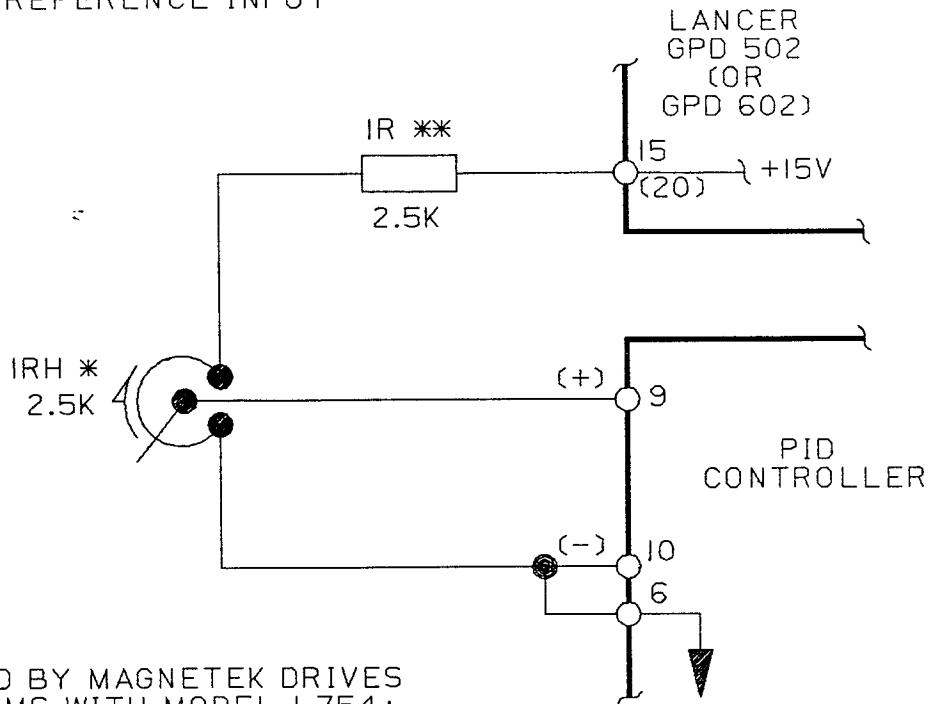 REFERENCE INPUT
LANCER
GPD 502
(OR
GPD 602)
IR **
2.5K
15
(20)
+15V
IRH *
2.5K
(+)
9
PID
CONTROLLER
(-)
10
6
BY MAGNETEK DRIVES
WITH MODEL